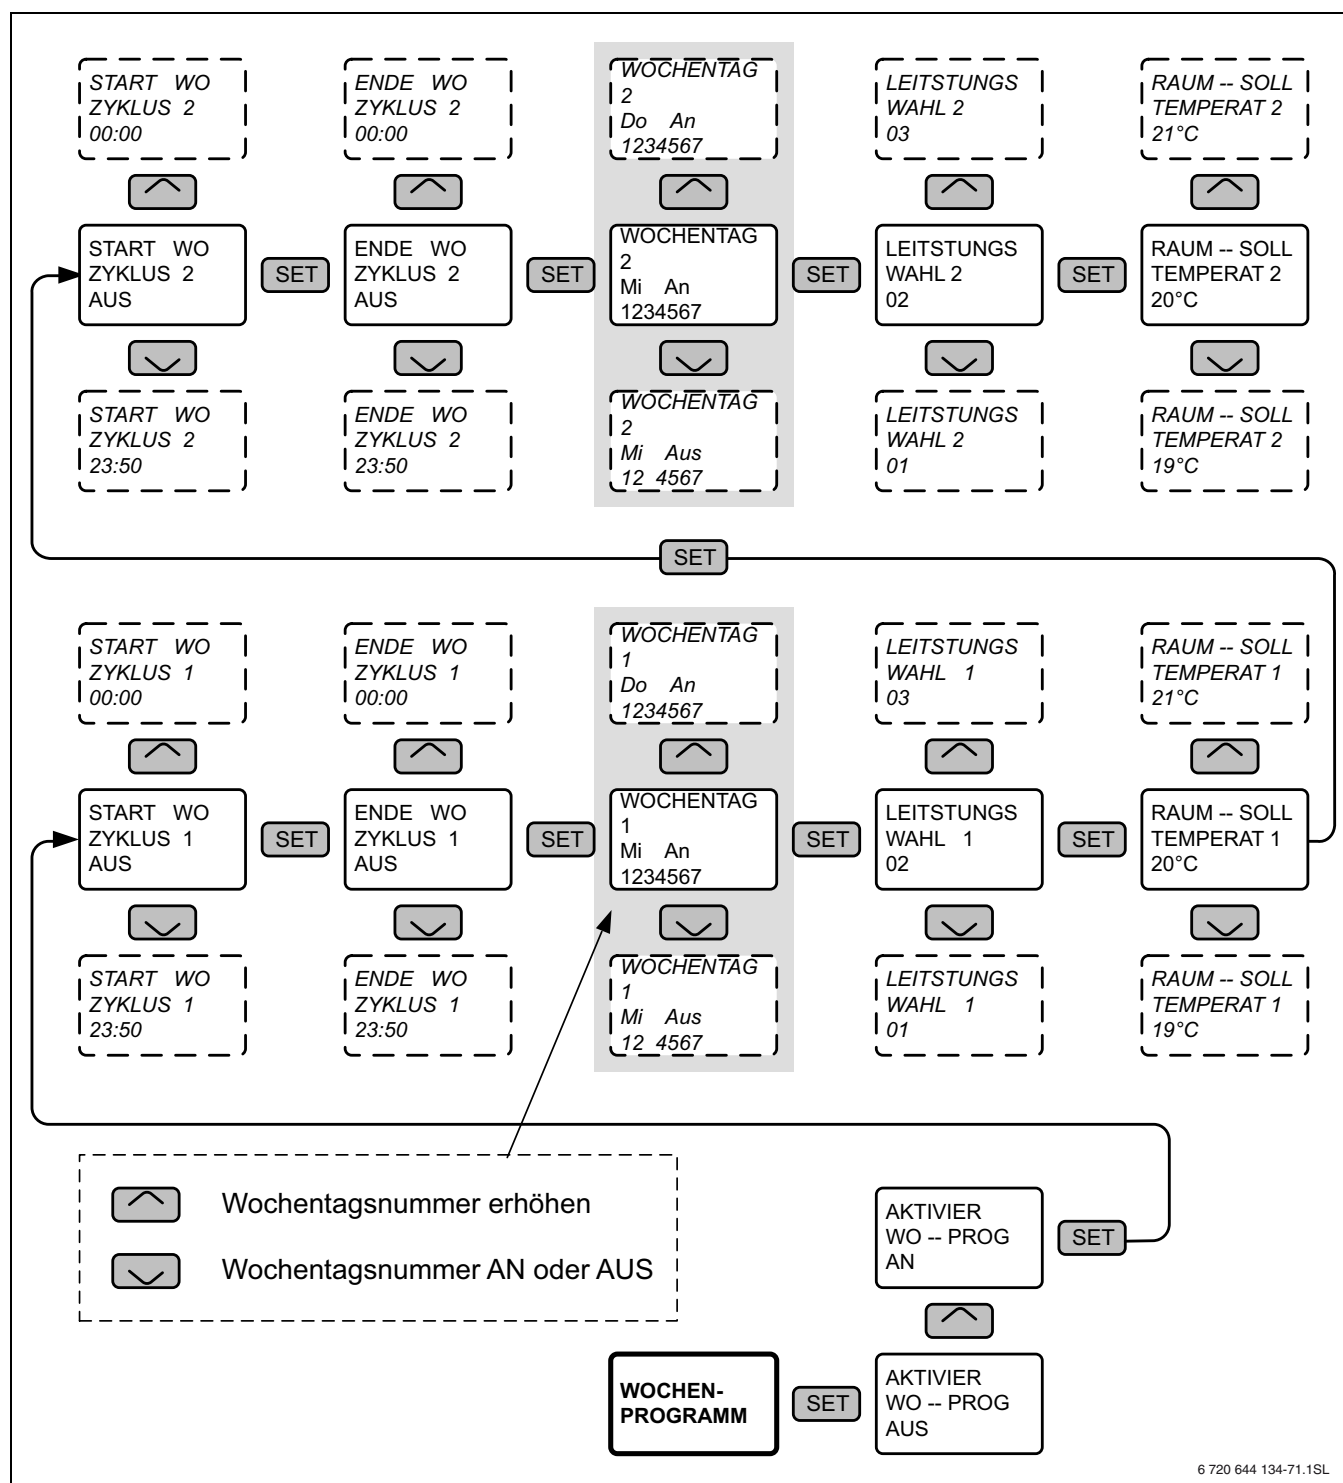 START WO
ZYKLUS 2
00:00
ENDE WO
ZYKLUS 2
00:00
WOCHENTAG
2
Do An
1234567
LEITSTUNGS
WAHL 2
03
RAUM -- SOLL
TEMPERAT 2
21°C
START WO
ZYKLUS 2
AUS
SET
ENDE WO
ZYKLUS 2
AUS
SET
WOCHENTAG
2
Mi An
1234567
SET
LEITSTUNGS
WAHL 2
02
SET
RAUM -- SOLL
TEMPERAT 2
20°C
START WO
ZYKLUS 2
23:50
ENDE WO
ZYKLUS 2
23:50
WOCHENTAG
2
Mi Aus
12 4567
LEITSTUNGS
WAHL 2
01
RAUM -- SOLL
TEMPERAT 2
19°C
SET
START WO
ZYKLUS 1
00:00
ENDE WO
ZYKLUS 1
00:00
WOCHENTAG
1
Do An
1234567
LEITSTUNGS
WAHL 1
03
RAUM -- SOLL
TEMPERAT 1
21°C
START WO
ZYKLUS 1
AUS
SET
ENDE WO
ZYKLUS 1
AUS
SET
WOCHENTAG
1
Mi An
1234567
SET
LEITSTUNGS
WAHL 1
02
SET
RAUM -- SOLL
TEMPERAT 1
20°C
START WO
ZYKLUS 1
23:50
ENDE WO
ZYKLUS 1
23:50
WOCHENTAG
1
Mi Aus
12 4567
LEITSTUNGS
WAHL 1
01
RAUM -- SOLL
TEMPERAT 1
19°C
Wochentagsnummer erhöhen
Wochentagsnummer AN oder AUS
AKTIVIER
WO -- PROG
AN
SET
WOCHEN-
PROGRAMM
SET
AKTIVIER
WO -- PROG
AUS
6 720 644 134-71.1SL